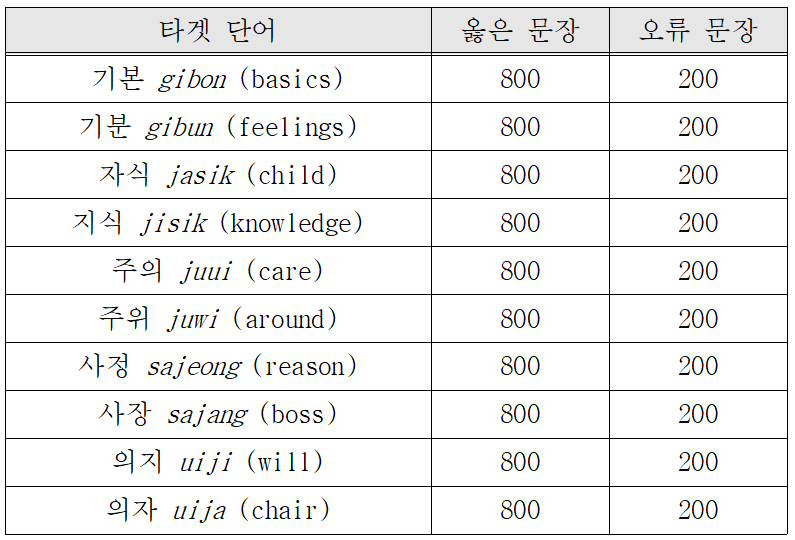 타겟 단어 옳은 문장 오류 문장
기본 gibon (basics) 800 200
기분 gibun (feelings) 800 200
자식 jasik (child) 800 200
지식 jisik (knowledge) 800 200
주의 juui (care) 800 200
주위 juwi (around) 800 200
사정 sajeong (reason) 800 200
사장 sajang (boss) 800 200
의지 uiji (will) 800 200
의자 uija (chair) 800 200